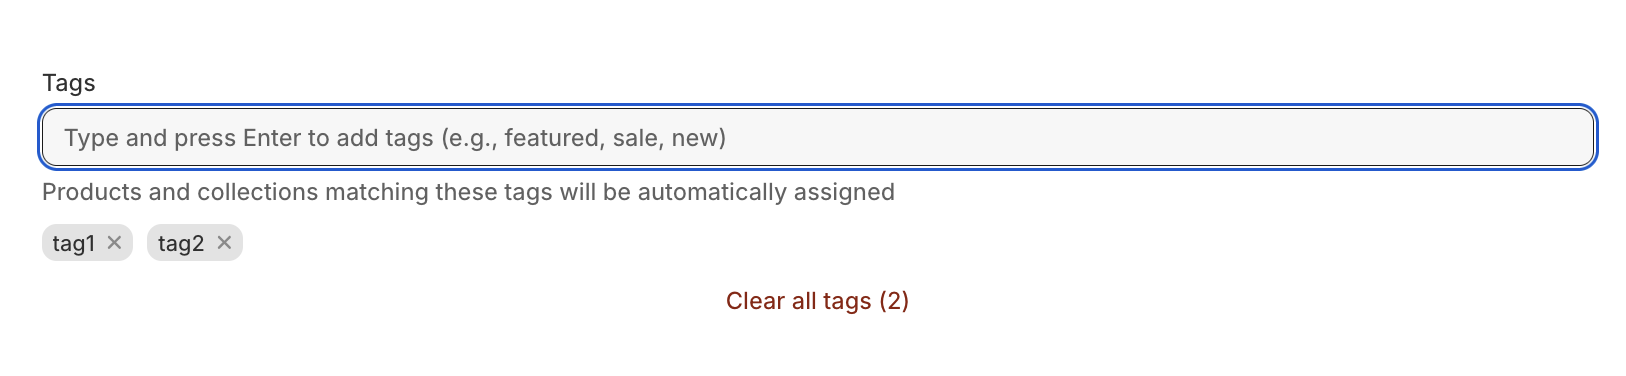 Tags
Type and press Enter to add tags (e.g., featured, sale, new)
Products and collections matching these tags will be automatically assigned
tag1 ✕ tag2 ✕
Clear all tags (2)